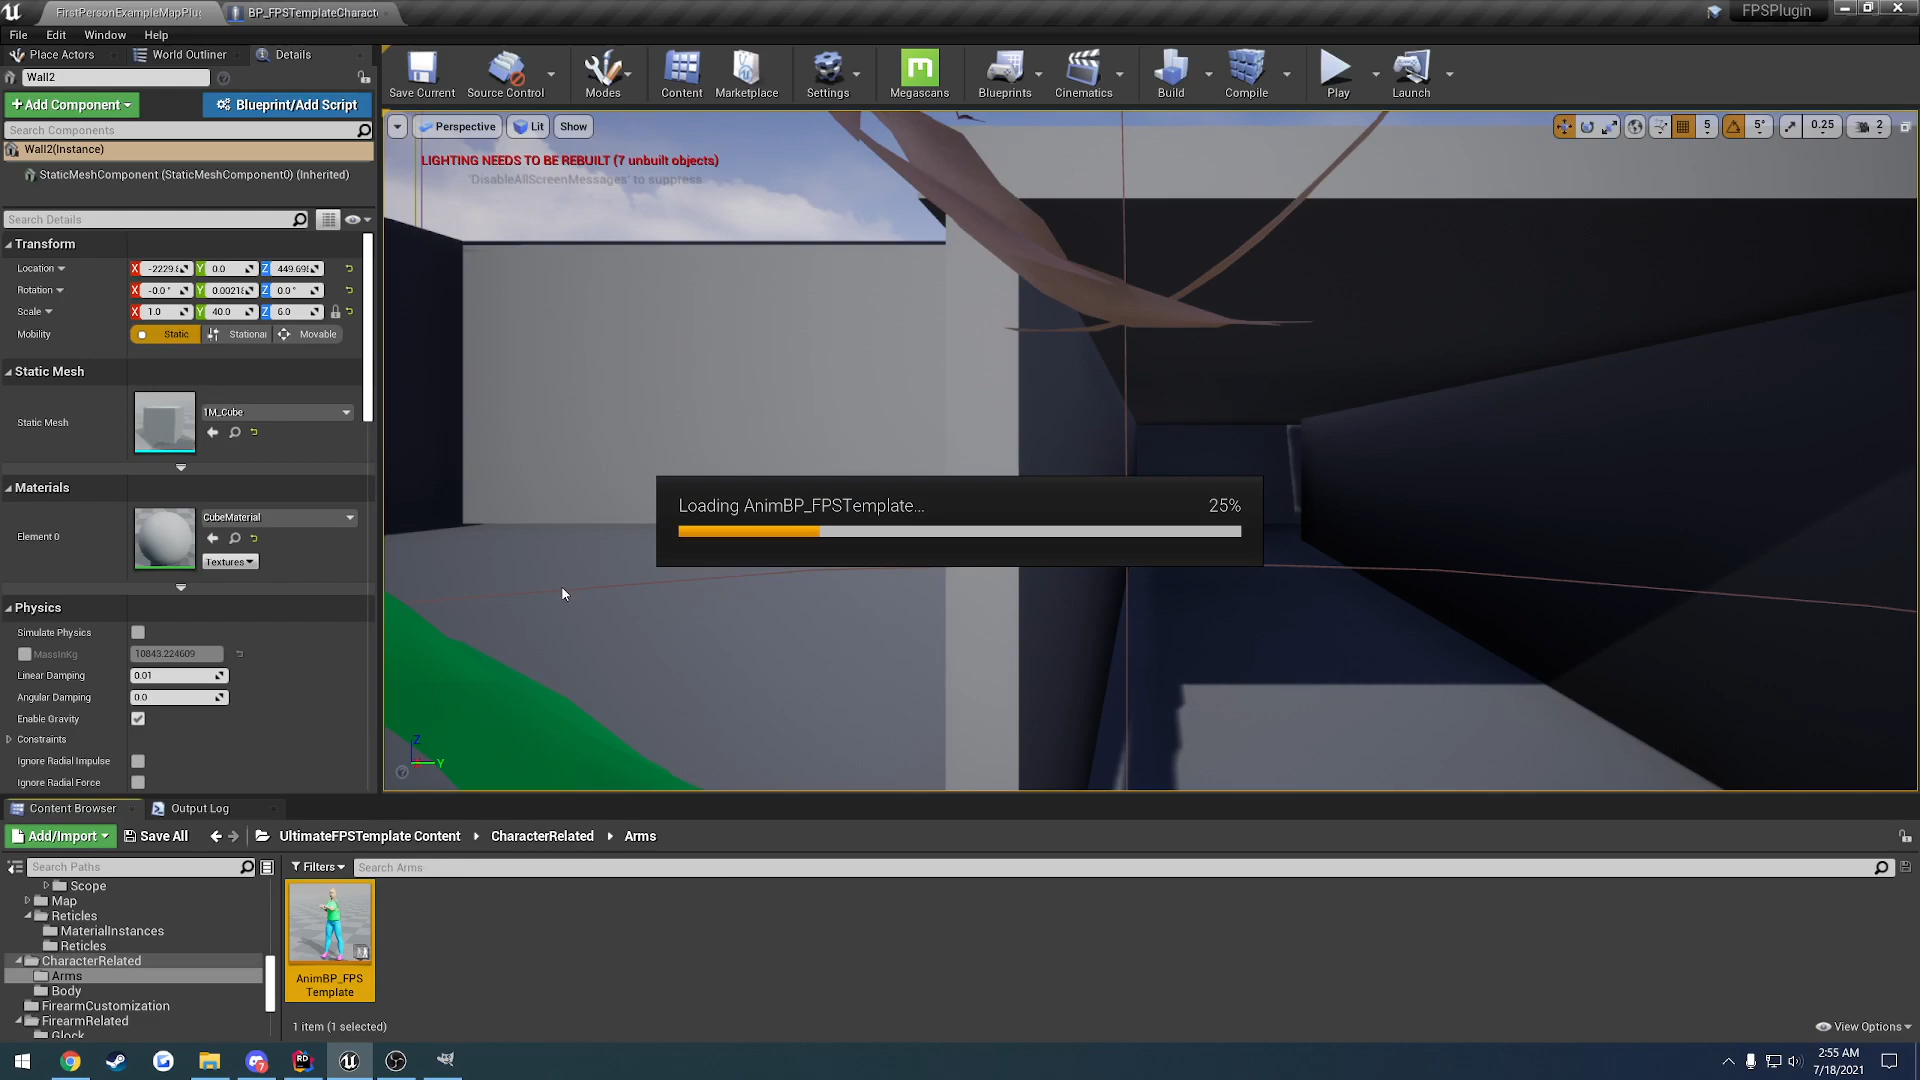 FirstPersonExampleMapPlu
BP_FPSTemplateCharact
FPSPlugin
File Edit Window Help
Place Actors World Outliner Details
Wall2
Save Current Source Control Modes Content Marketplace Settings Megascans Blueprints Cinematics Build Compile Play Launch
+ Add Component Blueprint/Add Script
Search Components
Perspective Lit Show
5 5° 0.25 2
Wall2(Instance)
StaticMeshComponent (StaticMeshComponent0) (Inherited)
LIGHTING NEEDS TO BE REBUILT (7 unbuilt objects)
'DisableAllScreenMessages' to suppress
Search Details
Transform
Location X -2229.8 Y 0.0 Z 449.698
Rotation X -0.0 ° Y 0.00218 Z 0.0 °
Scale X 1.0 Y 40.0 Z 6.0
Mobility Static Stationar Movable
Static Mesh
Static Mesh 1M_Cube
Materials
Element 0 CubeMaterial
Textures
Loading AnimBP_FPSTemplate... 25%
Physics
Simulate Physics
MassInKg 10843.224609
Linear Damping 0.01
Angular Damping 0.0
Enable Gravity
Constraints
Ignore Radial Impulse
Ignore Radial Force
Z
Y
Content Browser Output Log
Add/Import Save All UltimateFPSTemplate Content CharacterRelated Arms
Search Paths Filters Search Arms
Scope
Map
Reticles
MaterialInstances
Reticles
CharacterRelated
Arms
Body
FirearmCustomization
FirearmRelated
Glock
AnimBP_FPS
Template
1 item (1 selected)
View Options
2:55 AM
7/18/2021